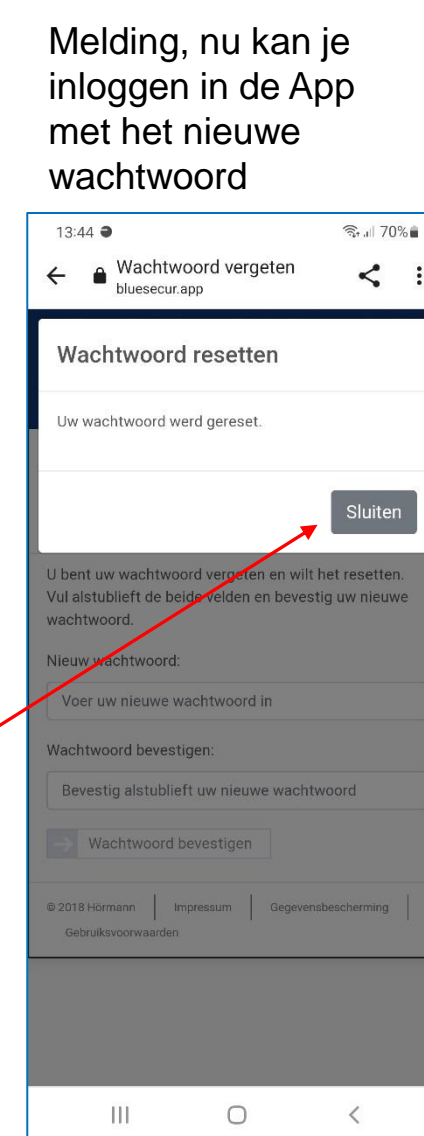 Melding, nu kan je
inloggen in de App
met het nieuwe
wachtwoord
13:44 70%
Wachtwoord vergeten
bluesecur.app
Wachtwoord resetten
Uw wachtwoord werd gereset.
Sluiten
U bent uw wachtwoord vergeten en wilt het resetten.
Vul alstublieft de beide velden en bevestig uw nieuwe
wachtwoord.
Nieuw wachtwoord:
Voer uw nieuwe wachtwoord in
Wachtwoord bevestigen:
Bevestig alstublieft uw nieuwe wachtwoord
Wachtwoord bevestigen
© 2018 Hörmann Impressum Gegevensbescherming
Gebruiksvoorwaarden